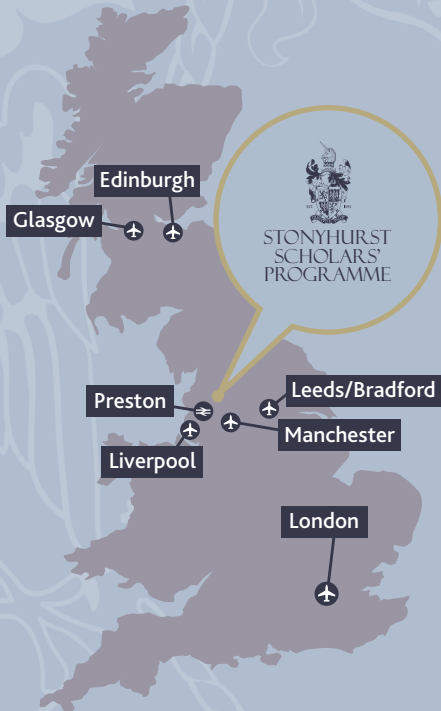 Edinburgh
Glasgow
STONYHURST
SCHOLARS'
PROGRAMME
Preston
Leeds/Bradford
Manchester
Liverpool
London